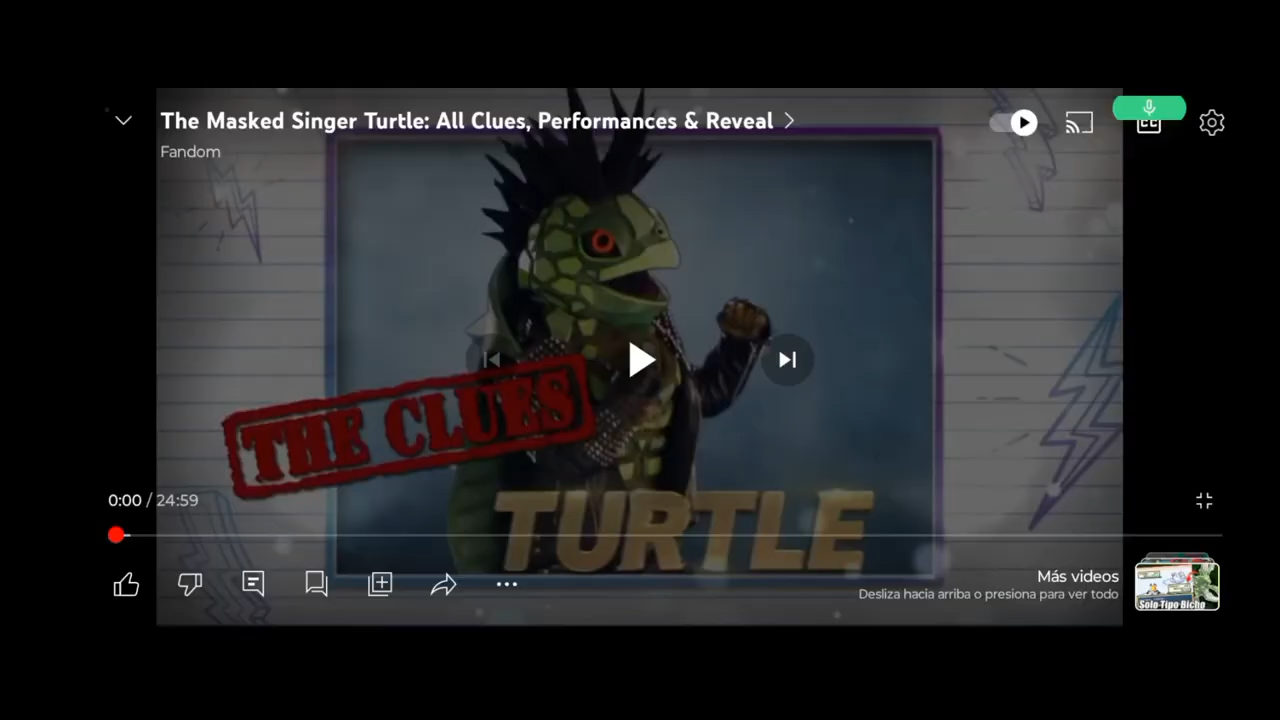 The Masked Singer Turtle: All Clues, Performances & Reveal
Fandom
CC
THE CLUES
TURTLE
0:00 / 24:59
Más videos
Desliza hacia arriba o presiona para ver todo
Solo Tipo Bicho